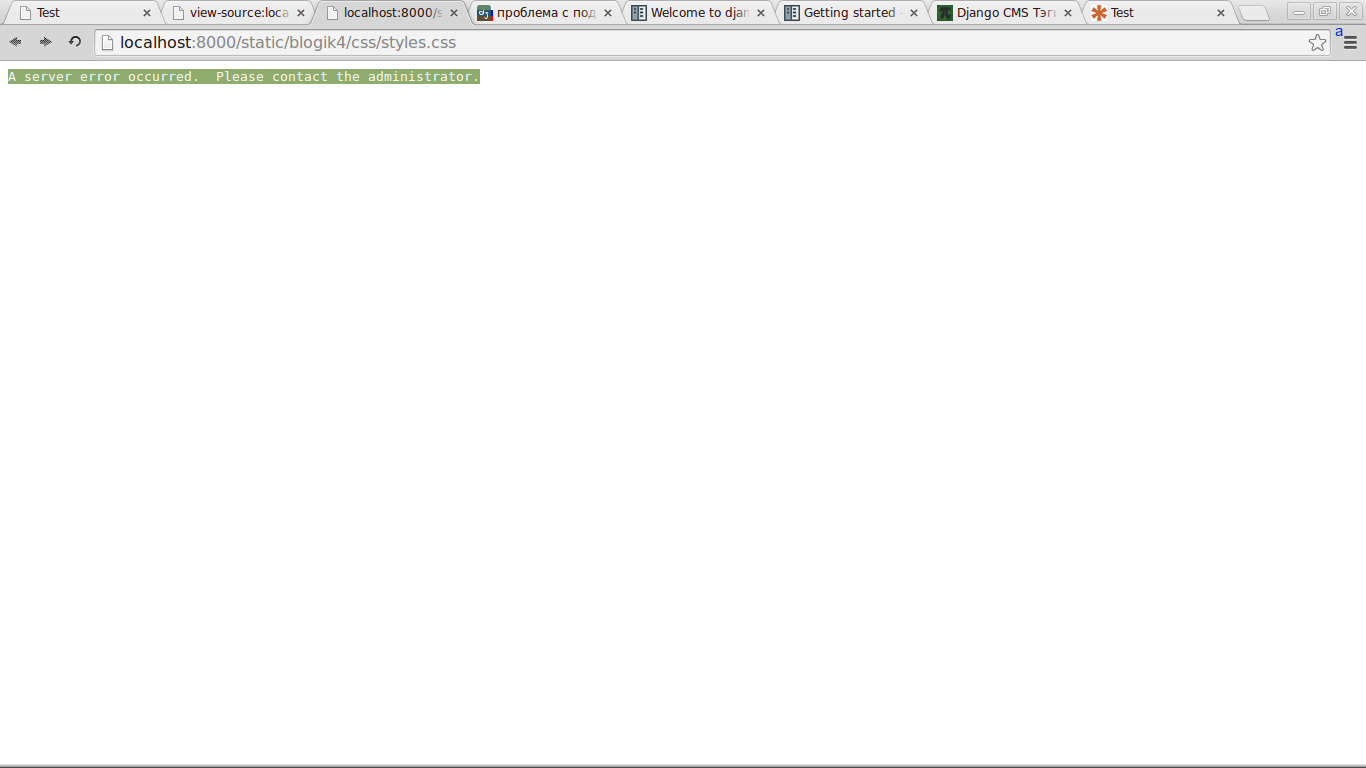 Test
view-source:loca
localhost:8000/s
проблема с под
Welcome to djan
Getting started
Django CMS Тэги
Test
localhost:8000/static/blogik4/css/styles.css
a
A server error occurred.  Please contact the administrator.